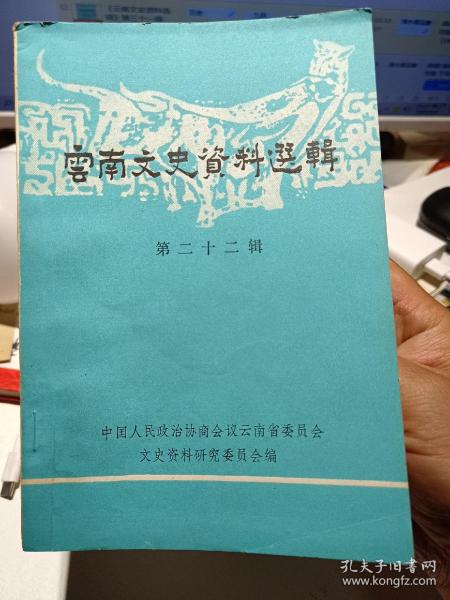 雲南文史資料選輯
第二十二辑
中国人民政治协商会议云南省委员会
文史资料研究委员会编
孔夫子旧书网
www.kongfz.com